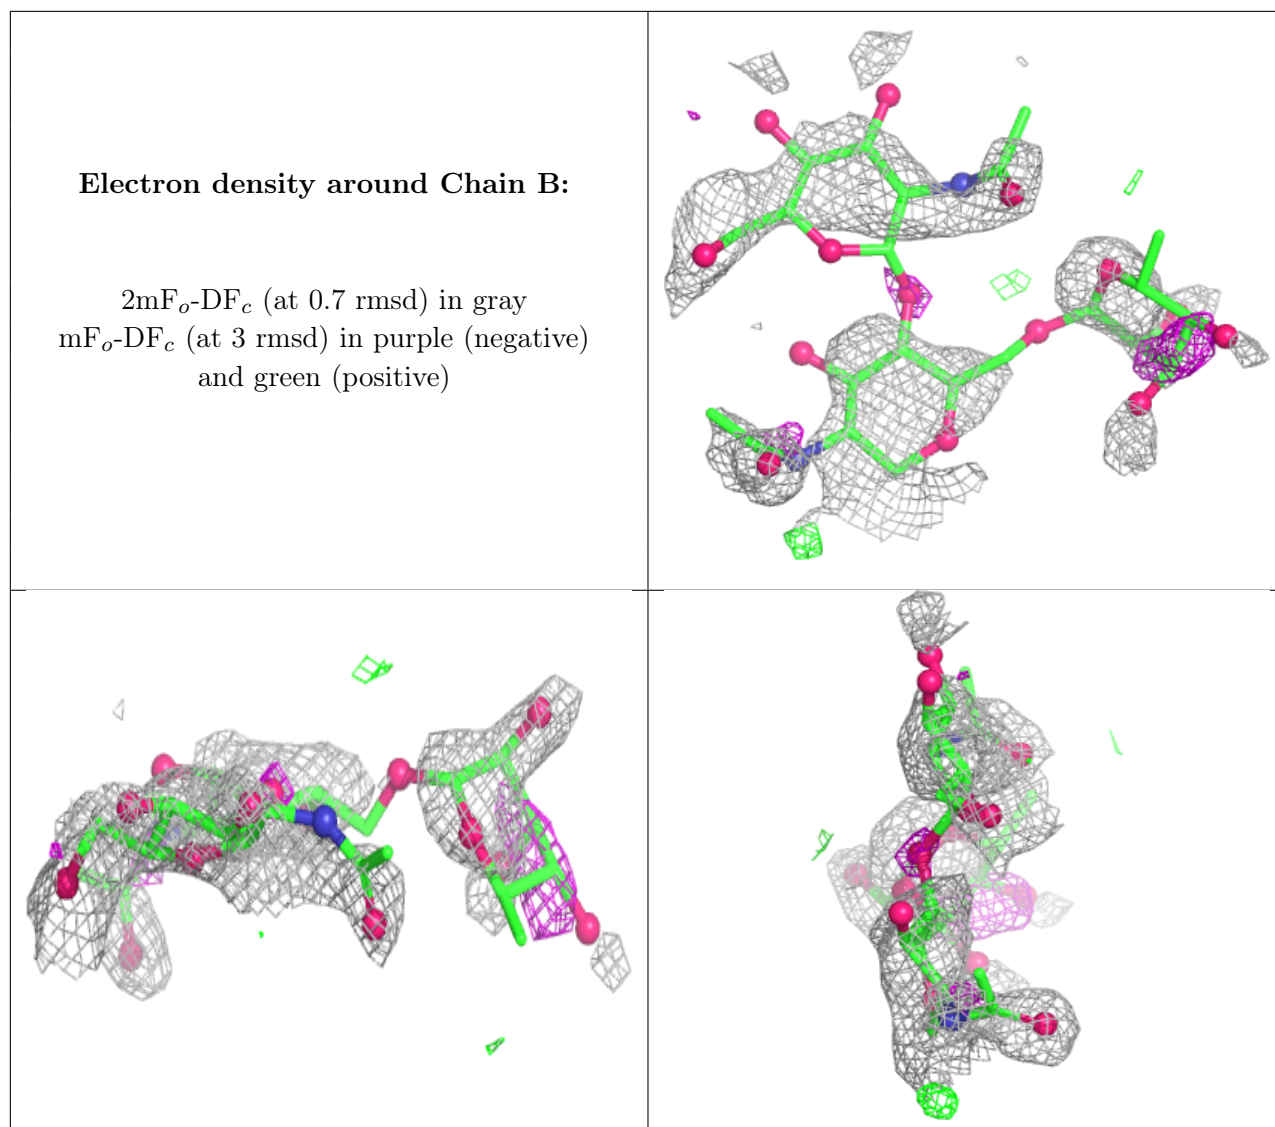 Electron density around Chain B:
2mFo-DFc (at 0.7 rmsd) in gray
mFo-DFc (at 3 rmsd) in purple (negative)
and green (positive)